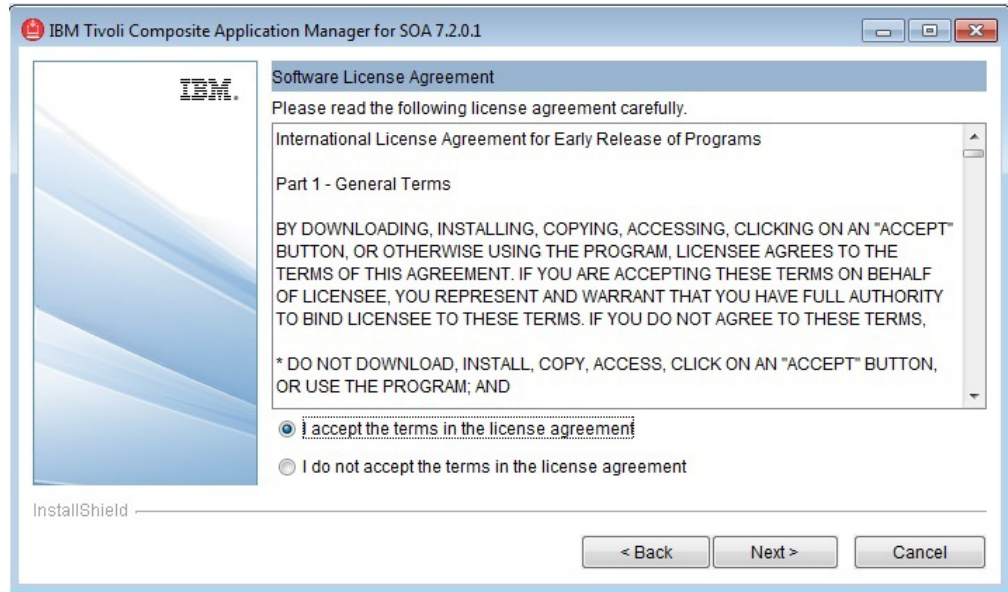 IBM Tivoli Composite Application Manager for SOA 7.2.0.1
IBM.
Software License Agreement
Please read the following license agreement carefully.
International License Agreement for Early Release of Programs
Part 1 - General Terms
BY DOWNLOADING, INSTALLING, COPYING, ACCESSING, CLICKING ON AN "ACCEPT"
BUTTON, OR OTHERWISE USING THE PROGRAM, LICENSEE AGREES TO THE
TERMS OF THIS AGREEMENT. IF YOU ARE ACCEPTING THESE TERMS ON BEHALF
OF LICENSEE, YOU REPRESENT AND WARRANT THAT YOU HAVE FULL AUTHORITY
TO BIND LICENSEE TO THESE TERMS. IF YOU DO NOT AGREE TO THESE TERMS,
* DO NOT DOWNLOAD, INSTALL, COPY, ACCESS, CLICK ON AN "ACCEPT" BUTTON,
OR USE THE PROGRAM; AND
I accept the terms in the license agreement
I do not accept the terms in the license agreement
InstallShield
< Back
Next >
Cancel